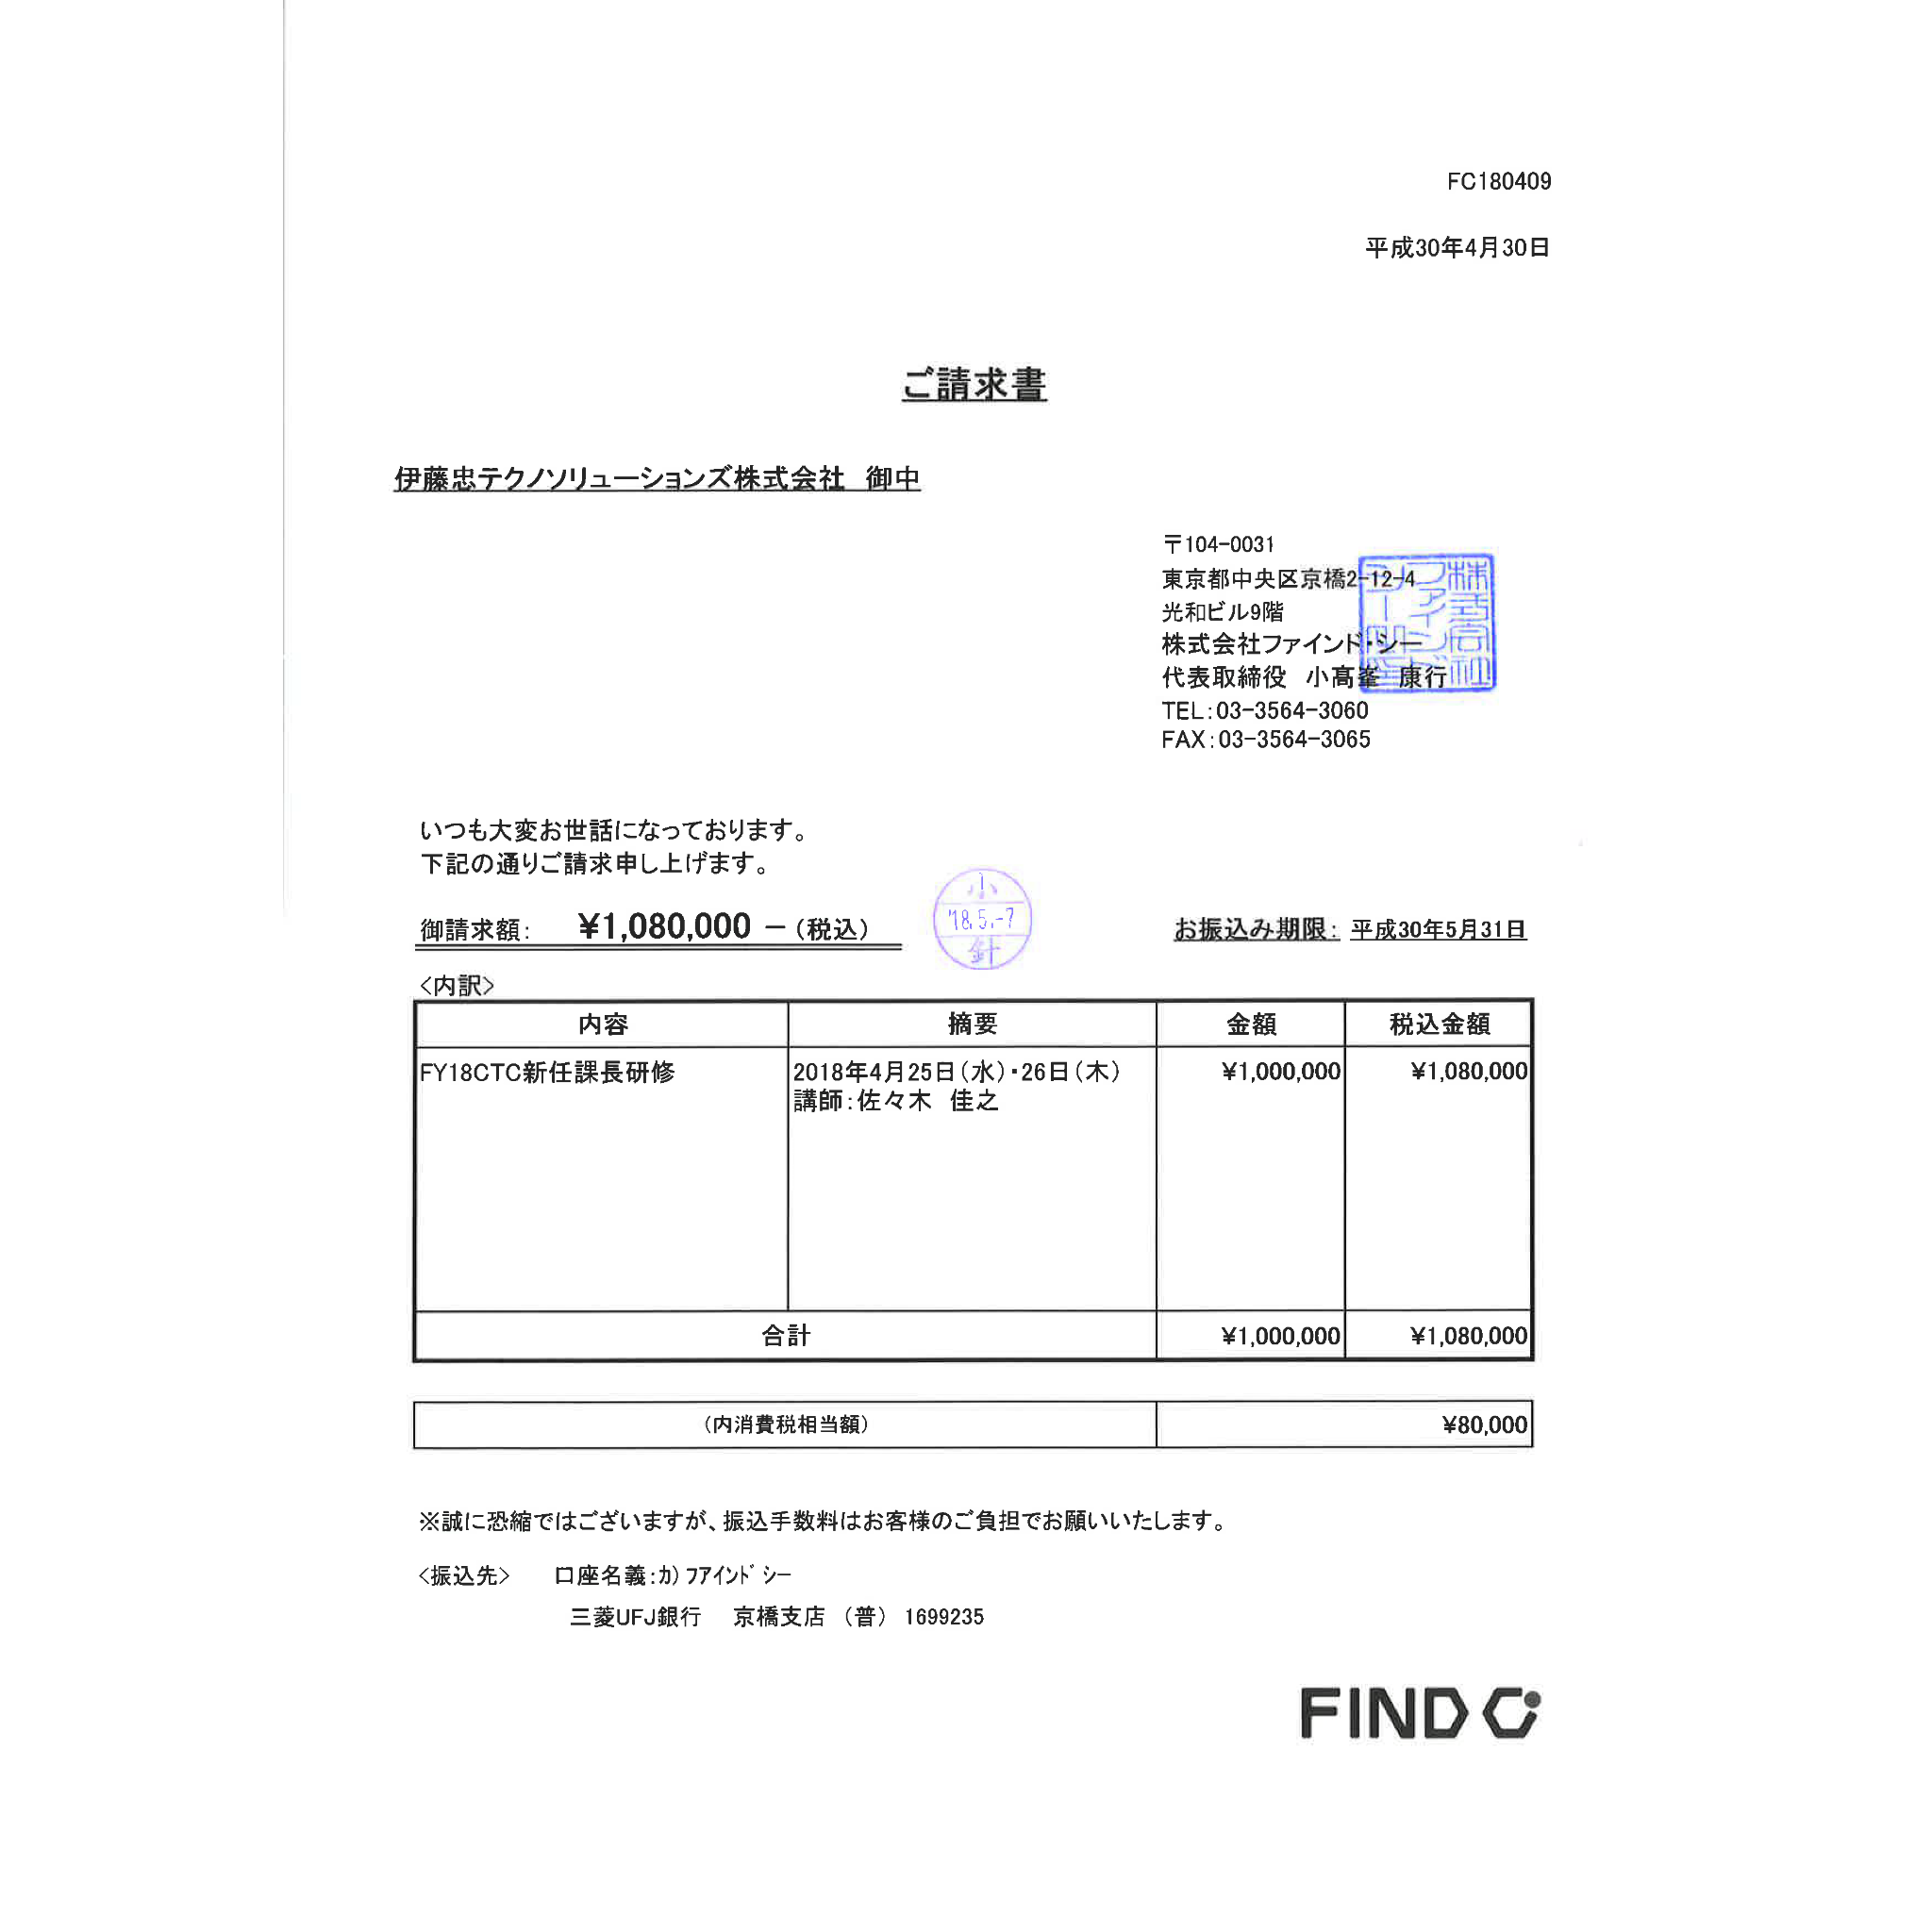 FC180409
平成30年4月30日
ご請求書
伊藤忠テクノソリューションズ株式会社　御中
〒104-0031
東京都中央区京橋2-12-4
光和ビル9階
株式会社ファインド・シー
代表取締役　小髙峯　康行
TEL:03-3564-3060
FAX:03-3564-3065
いつも大変お世話になっております。
下記の通りご請求申し上げます。
御請求額:　¥1,080,000 －(税込)
小
'18.5.-7
針
お振込み期限:　平成30年5月31日
<内訳>
内容　摘要　金額　税込金額
FY18CTC新任課長研修　2018年4月25日(水)・26日(木)　¥1,000,000　¥1,080,000
講師:佐々木　佳之
合計　¥1,000,000　¥1,080,000
(内消費税相当額)　¥80,000
※誠に恐縮ではございますが、振込手数料はお客様のご負担でお願いいたします。
<振込先>　口座名義:カ)ファインド シー
三菱UFJ銀行　京橋支店 (普) 1699235
FIND C